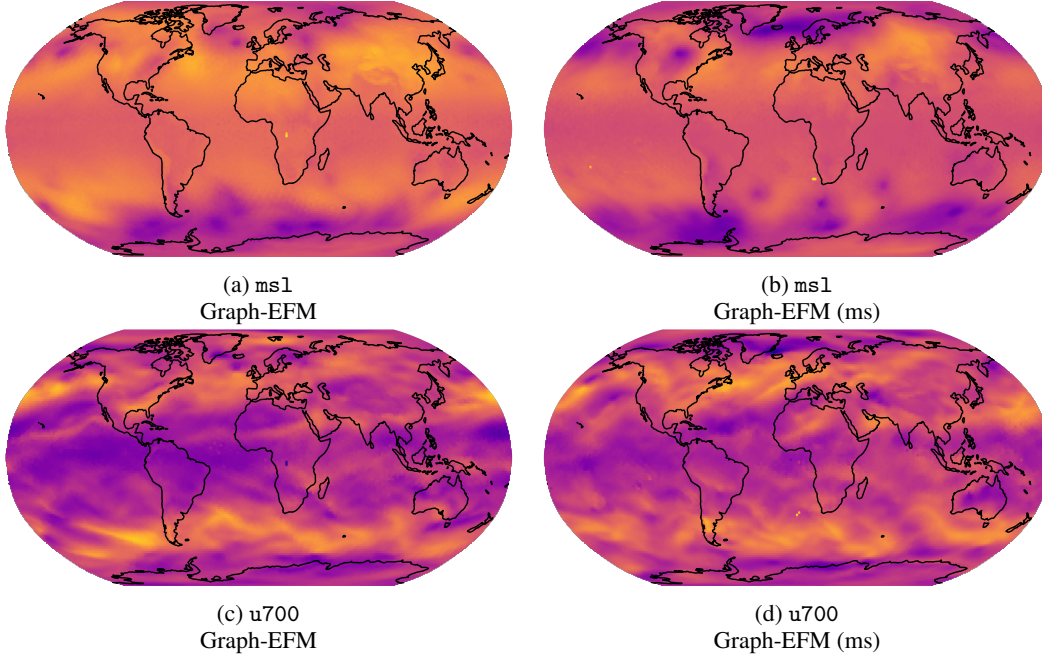 (a) msl
Graph-EFM
(b) msl
Graph-EFM (ms)
(c) u700
Graph-EFM
(d) u700
Graph-EFM (ms)